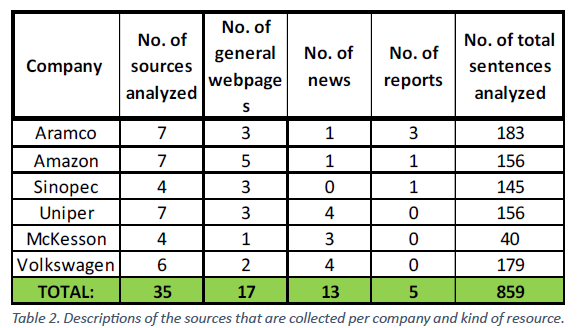 Company No. of sources analyzed No. of general webpage s No. of news No. of reports No. of total sentences analyzed
Aramco 7 3 1 3 183
Amazon 7 5 1 1 156
Sinopec 4 3 0 1 145
Uniper 7 3 4 0 156
McKesson 4 1 3 0 40
Volkswagen 6 2 4 0 179
TOTAL: 35 17 13 5 859
Table 2. Descriptions of the sources that are collected per company and kind of resource.